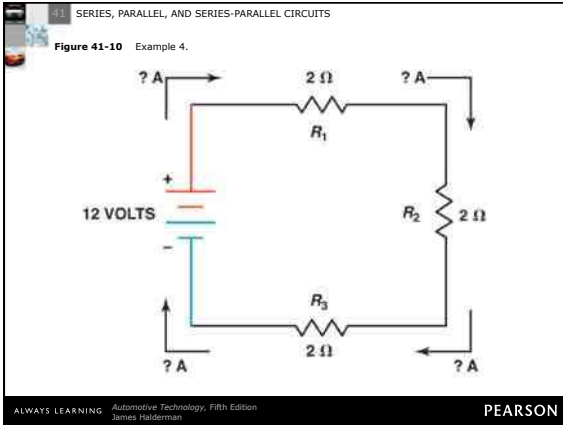 41 SERIES, PARALLEL, AND SERIES-PARALLEL CIRCUITS
Figure 41-10 Example 4.
? A
2 Ω
? A
R1
+
12 VOLTS
R2
2 Ω
–
R3
2 Ω
? A
? A
ALWAYS LEARNING
Automotive Technology, Fifth Edition
James Halderman
PEARSON